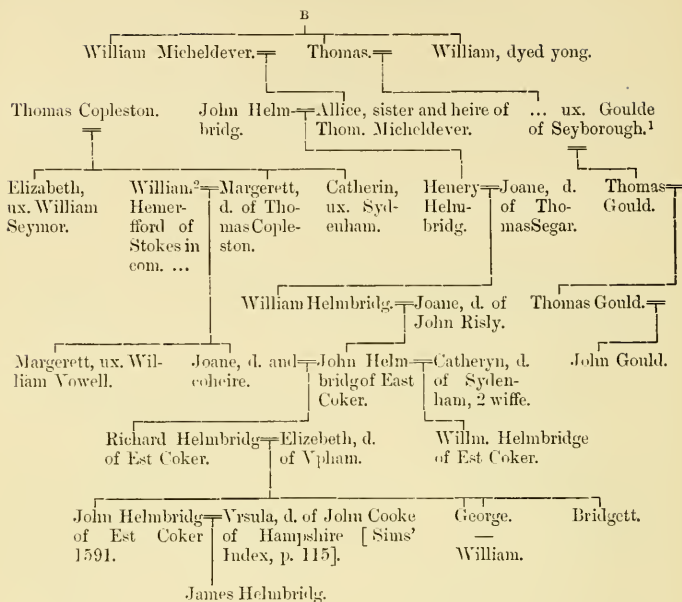 B
William Micheldever. Thomas. William, dyed yong.
Thomas Copleston. John Helm- Allice, sister and heire of ... ux. Goulde
bridg. Thom. Micheldever. of Seyborough.¹
Elizabeth, Willian.² Margerett, Catherin, Henery Joane, d. Thomas
ux. William Hemer- d. of Tho- ux. Syd- Helm- of Tho- Gould.
Seymor. fford of mas Cople- enham. bridg. mas Segar.
Stokes in ston.
com. ...
William Helmbridg. Joane, d. of Thomas Gould.
John Risly.
Margerett, ux. Wil- Joane, d. and John Helm- Catheryn, d. John Gould.
liam Vowell. coheire. bridg of East of Syden-
Coker. ham, 2 wiffe.
Richard Helmbridg Elizebeth, d. Willm. Helmbridge
of Est Coker. of Vpham. of Est Coker.
John Helmbridg Vrsula, d. of John Cooke George. Bridgett.
of Est Coker of Hampshire [Sims' —
1591. Index, p. 115]. William.
James Helmbridg.